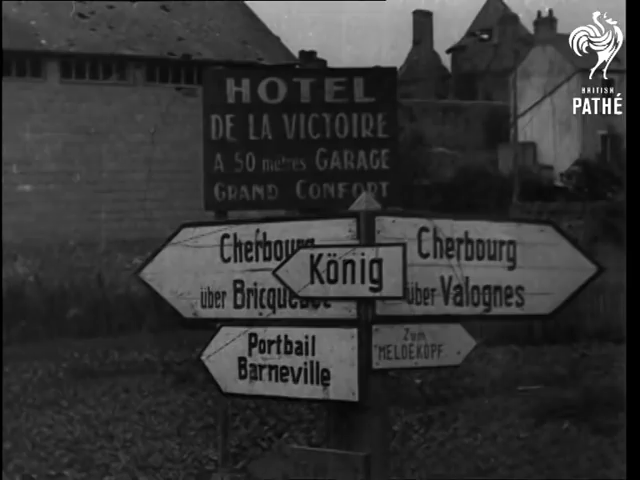 BRITISH
PATHÉ
HOTEL
DE LA VICTOIRE
A 50 metres GARAGE
GRAND CONFORT
Cherbourg
über
König
Cherbourg
über Valognes
Portbail
Barneville
Zum
"MELDEKOPF